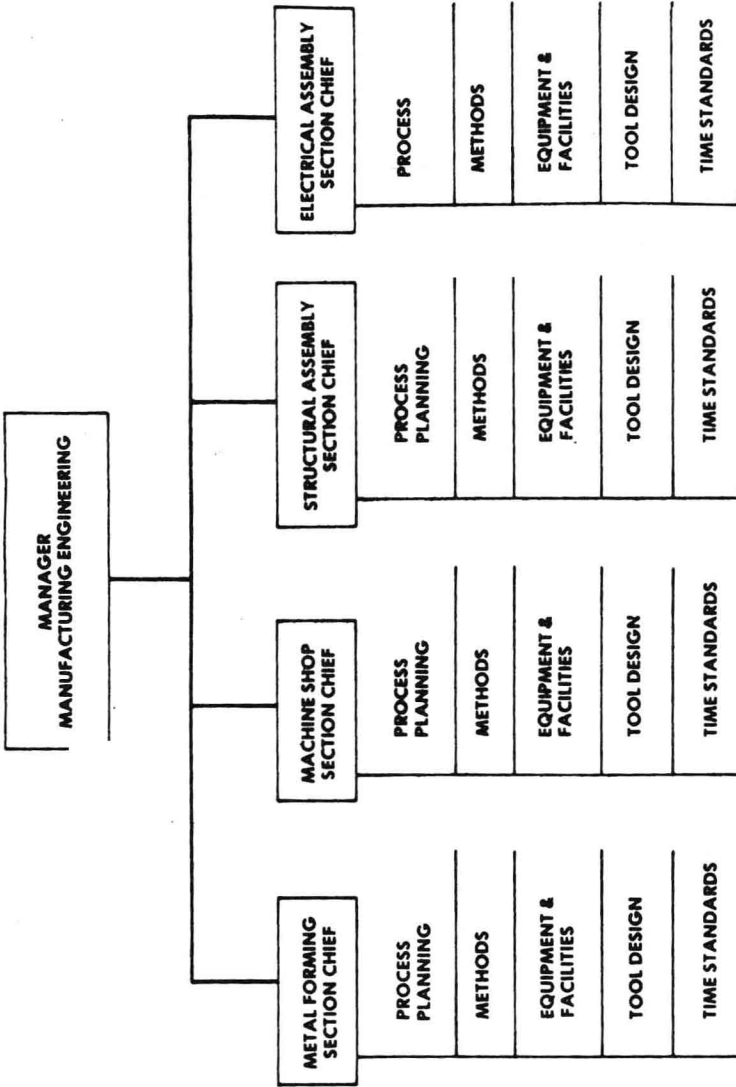 MANAGER
MANUFACTURING ENGINEERING
METAL FORMING
SECTION CHIEF
PROCESS
PLANNING
METHODS
EQUIPMENT &
FACILITIES
TOOL DESIGN
TIME STANDARDS
MACHINE SHOP
SECTION CHIEF
PROCESS
PLANNING
METHODS
EQUIPMENT &
FACILITIES
TOOL DESIGN
TIME STANDARDS
STRUCTURAL ASSEMBLY
SECTION CHIEF
PROCESS
PLANNING
METHODS
EQUIPMENT &
FACILITIES
TOOL DESIGN
TIME STANDARDS
ELECTRICAL ASSEMBLY
SECTION CHIEF
PROCESS
METHODS
EQUIPMENT &
FACILITIES
TOOL DESIGN
TIME STANDARDS